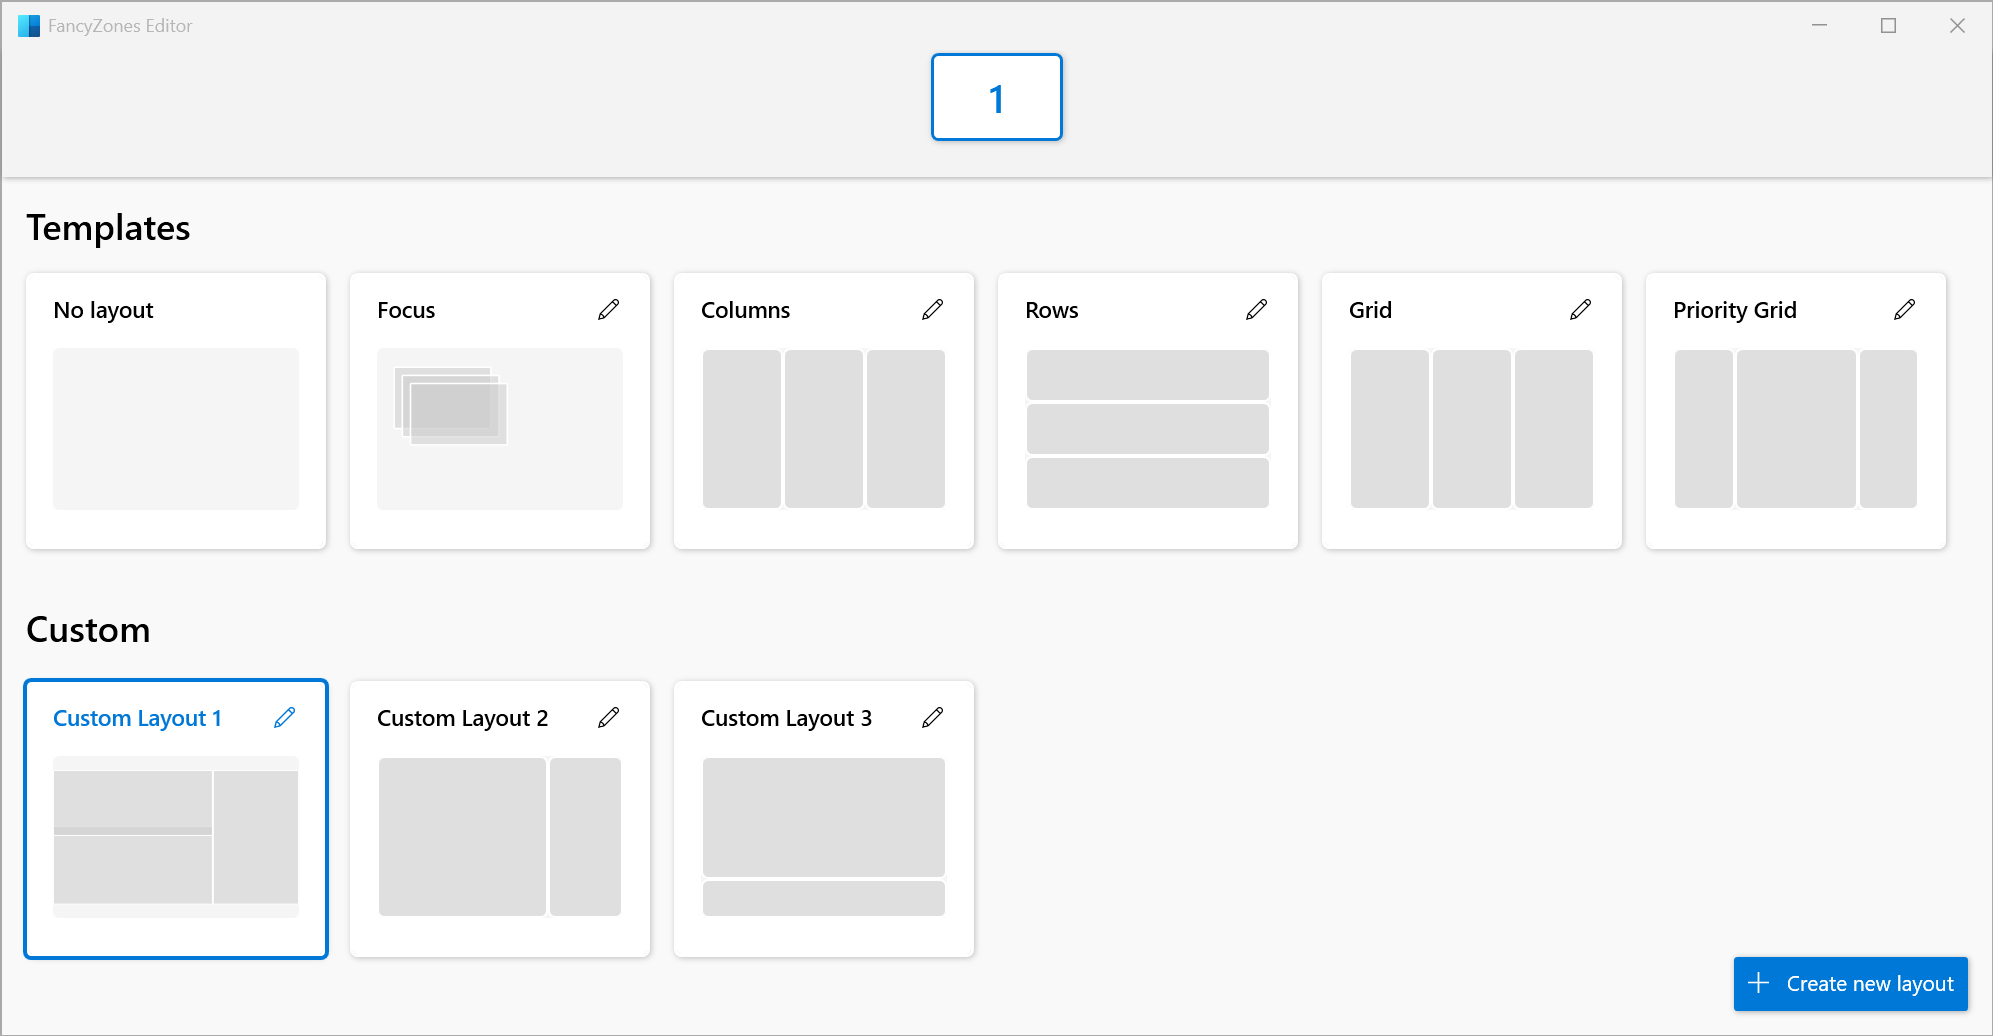 FancyZones Editor
1
Templates
No layout
Focus
Columns
Rows
Grid
Priority Grid
Custom
Custom Layout 1
Custom Layout 2
Custom Layout 3
Create new layout